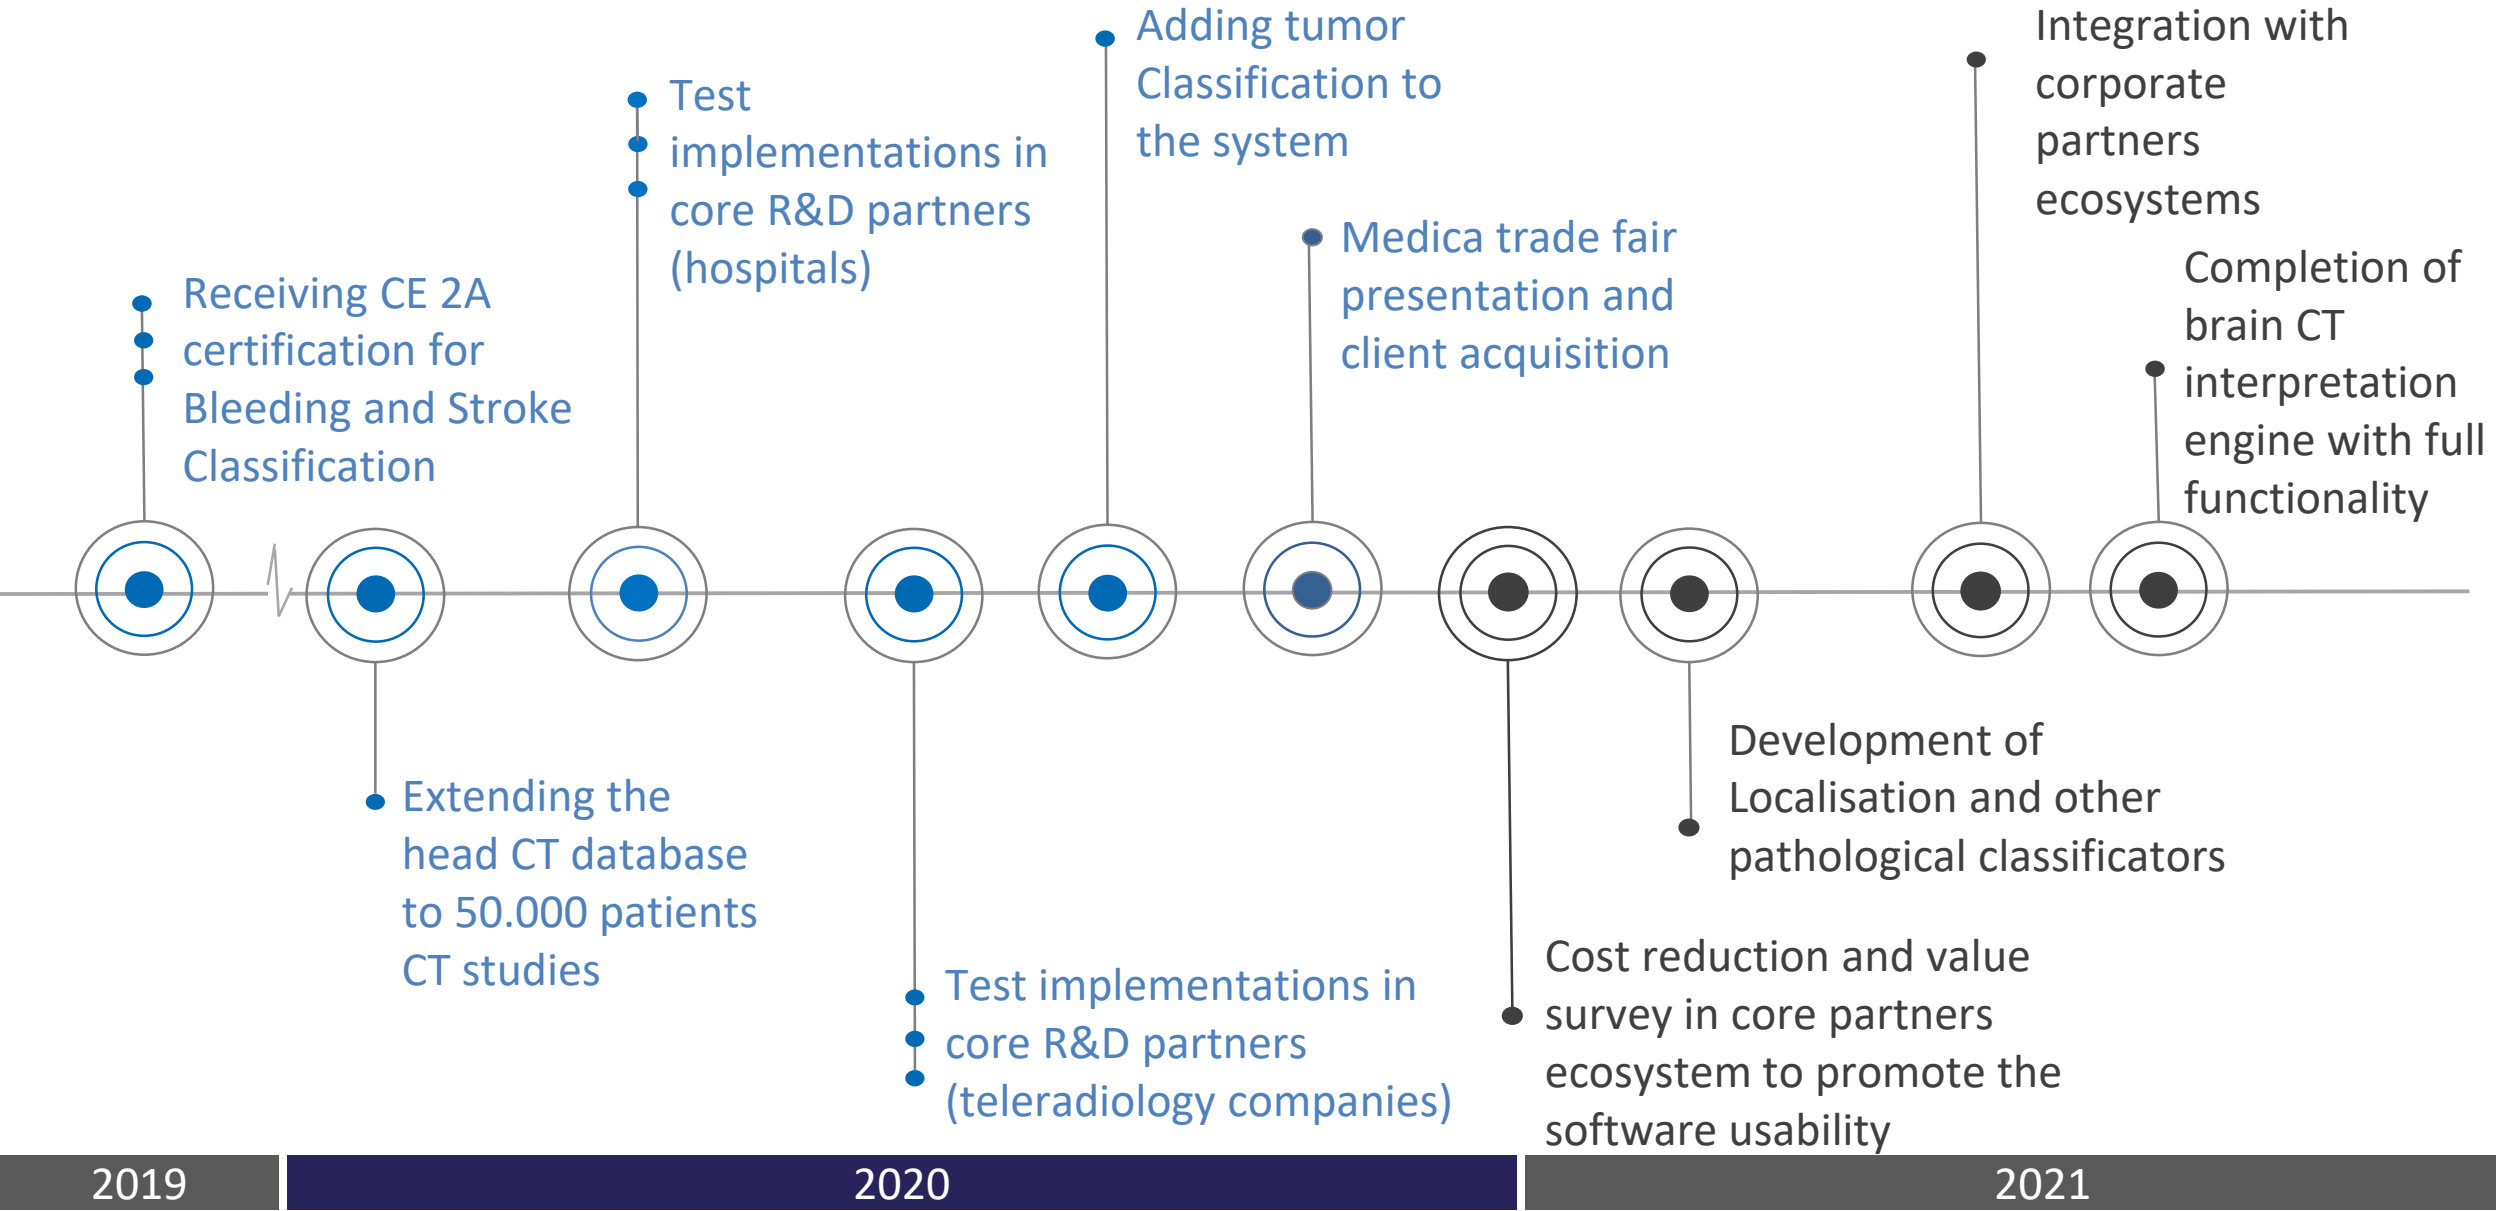 Receiving CE 2A
certification for
Bleeding and Stroke
Classification
Extending the
head CT database
to 50.000 patients
CT studies
Test
implementations in
core R&D partners
(hospitals)
Test implementations in
core R&D partners
(teleradiology companies)
Adding tumor
Classification to
the system
Medica trade fair
presentation and
client acquisition
Cost reduction and value
survey in core partners
ecosystem to promote the
software usability
Development of
Localisation and other
pathological classificators
Integration with
corporate
partners
ecosystems
Completion of
brain CT
interpretation
engine with full
functionality
2019
2020
2021